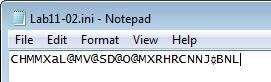 Lab11-02.ini - Notepad
File Edit Format View Help
CHMMXaL@MV@SD@O@MXRHRCNNJ¢BNL